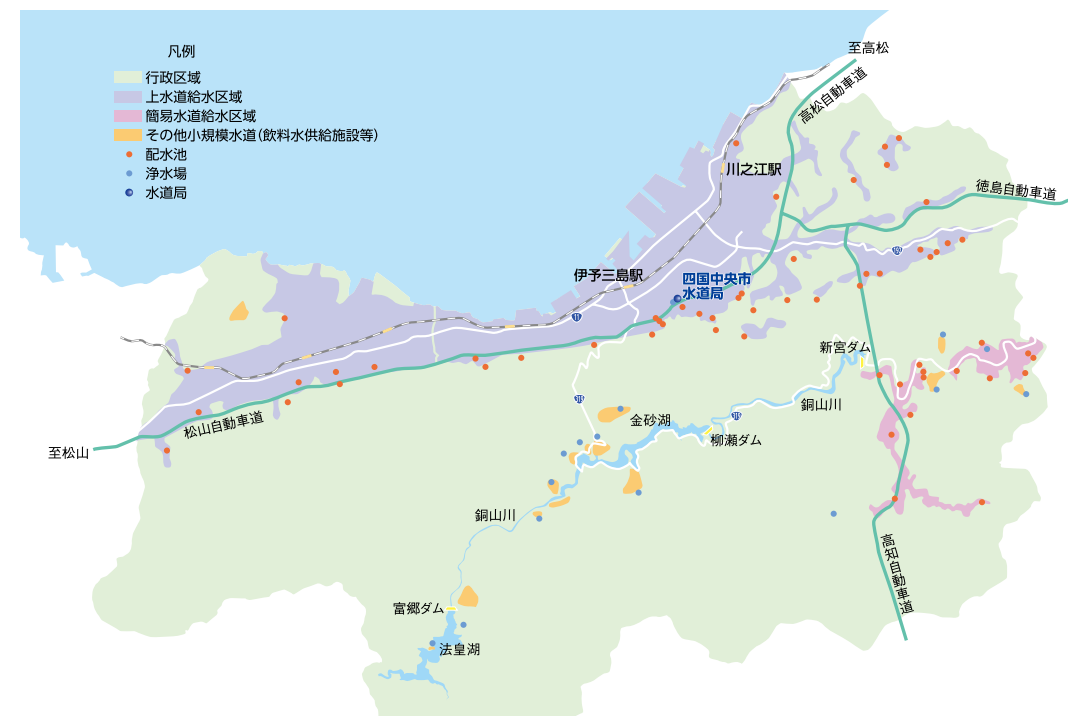 凡例
行政区域
上水道給水区域
簡易水道給水区域
その他小規模水道（飲料水供給施設等）
配水池
浄水場
水道局
至高松
高松自動車道
川之江駅
徳島自動車道
192
伊予三島駅
四国中央市
水道局
11
新宮ダム
319
銅山川
319
金砂湖
柳瀬ダム
松山自動車道
至松山
銅山川
高知自動車道
富郷ダム
法皇湖